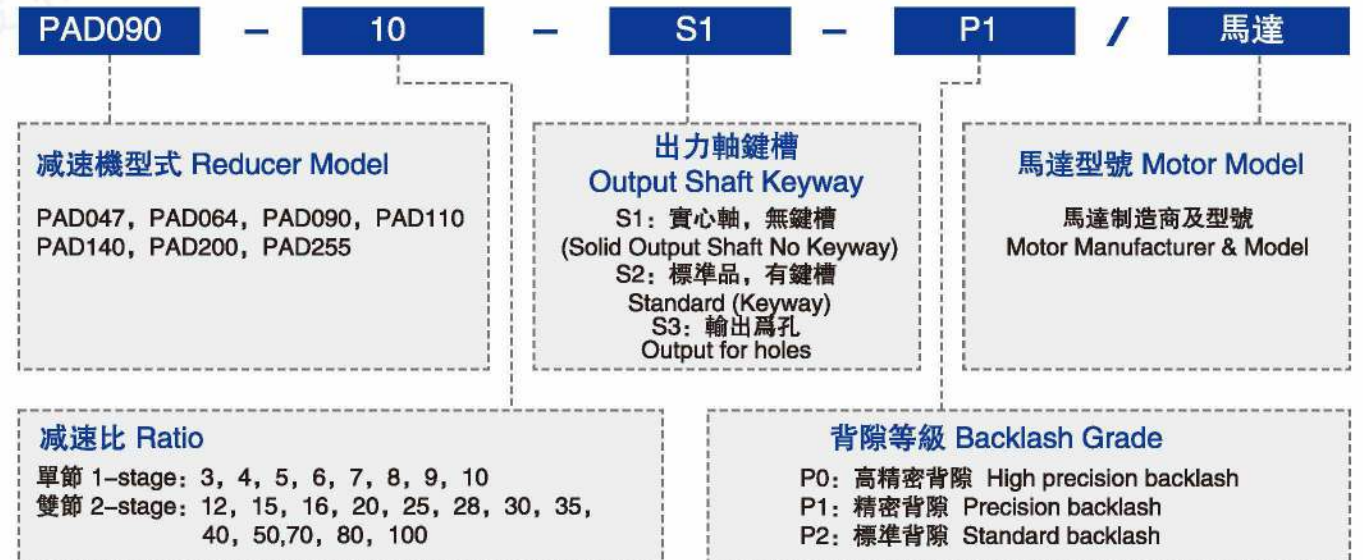 PAD090 – 10 – S1 – P1 / 馬達
减速機型式 Reducer Model
PAD047，PAD064，PAD090，PAD110
PAD140，PAD200，PAD255
出力軸鍵槽
Output Shaft Keyway
S1：實心軸，無鍵槽
(Solid Output Shaft No Keyway)
S2：標準品，有鍵槽
Standard (Keyway)
S3：輸出爲孔
Output for holes
馬達型號 Motor Model
馬達制造商及型號
Motor Manufacturer & Model
减速比 Ratio
單節 1–stage：3，4，5，6，7，8，9，10
雙節 2–stage：12，15，16，20，25，28，30，35，
40，50,70，80，100
背隙等級 Backlash Grade
P0：高精密背隙 High precision backlash
P1：精密背隙 Precision backlash
P2：標準背隙 Standard backlash